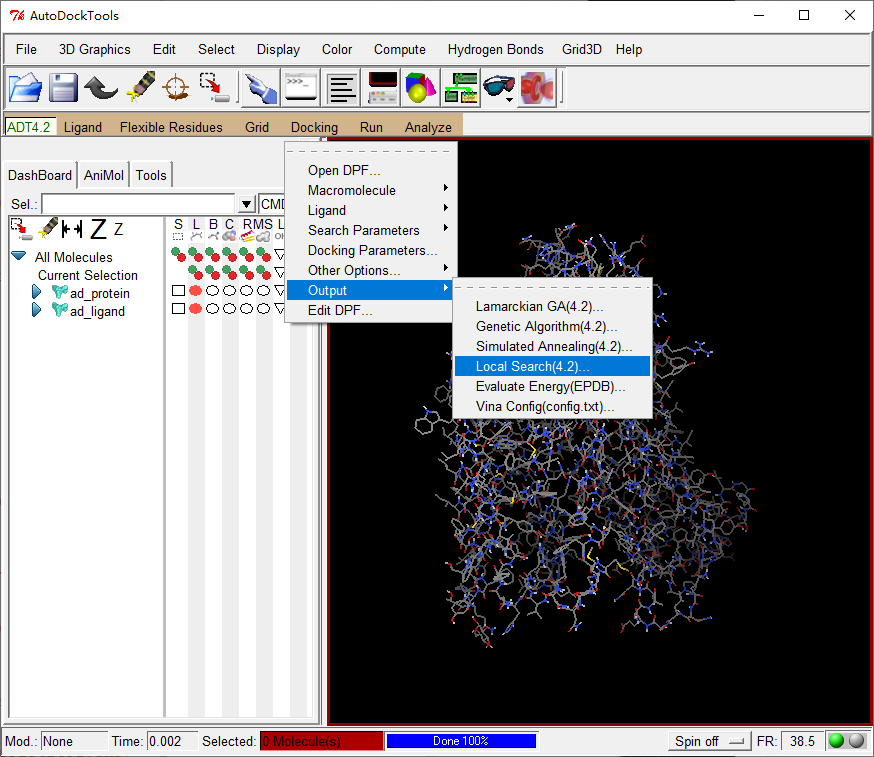 AutoDockTools
File 3D Graphics Edit Select Display Color Compute Hydrogen Bonds Grid3D Help
ADT4.2 Ligand Flexible Residues Grid Docking Run Analyze
Open DPF...
Macromolecule
Ligand
Search Parameters
Docking Parameters...
Other Options...
Output
Edit DPF...
Lamarckian GA(4.2)...
Genetic Algorithm(4.2)...
Simulated Annealing(4.2)...
Local Search(4.2)...
Evaluate Energy(EPDB)...
Vina Config(config.txt)...
DashBoard AniMol Tools
Sel.: CMD
Z Z
S L B C R MS L
All Molecules
Current Selection
ad_protein
ad_ligand
Mod.: None Time: 0.002 Selected: 0 Molecule(s) Done 100% Spin off FR: 38.5